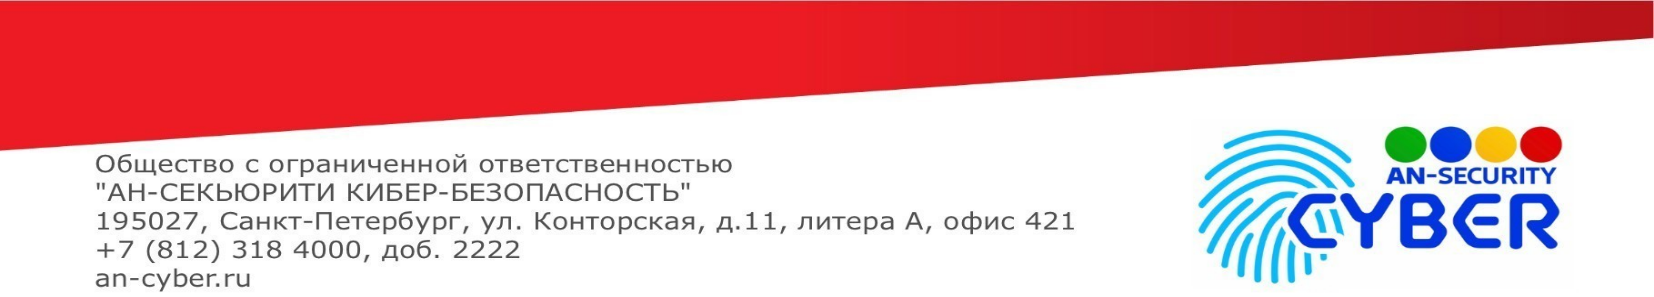 Общество с ограниченной ответственностью
"АН-СЕКЬЮРИТИ КИБЕР-БЕЗОПАСНОСТЬ"
195027, Санкт-Петербург, ул. Конторская, д.11, литера А, офис 421
+7 (812) 318 4000, доб. 2222
an-cyber.ru
AN-SECURITY
CYBER